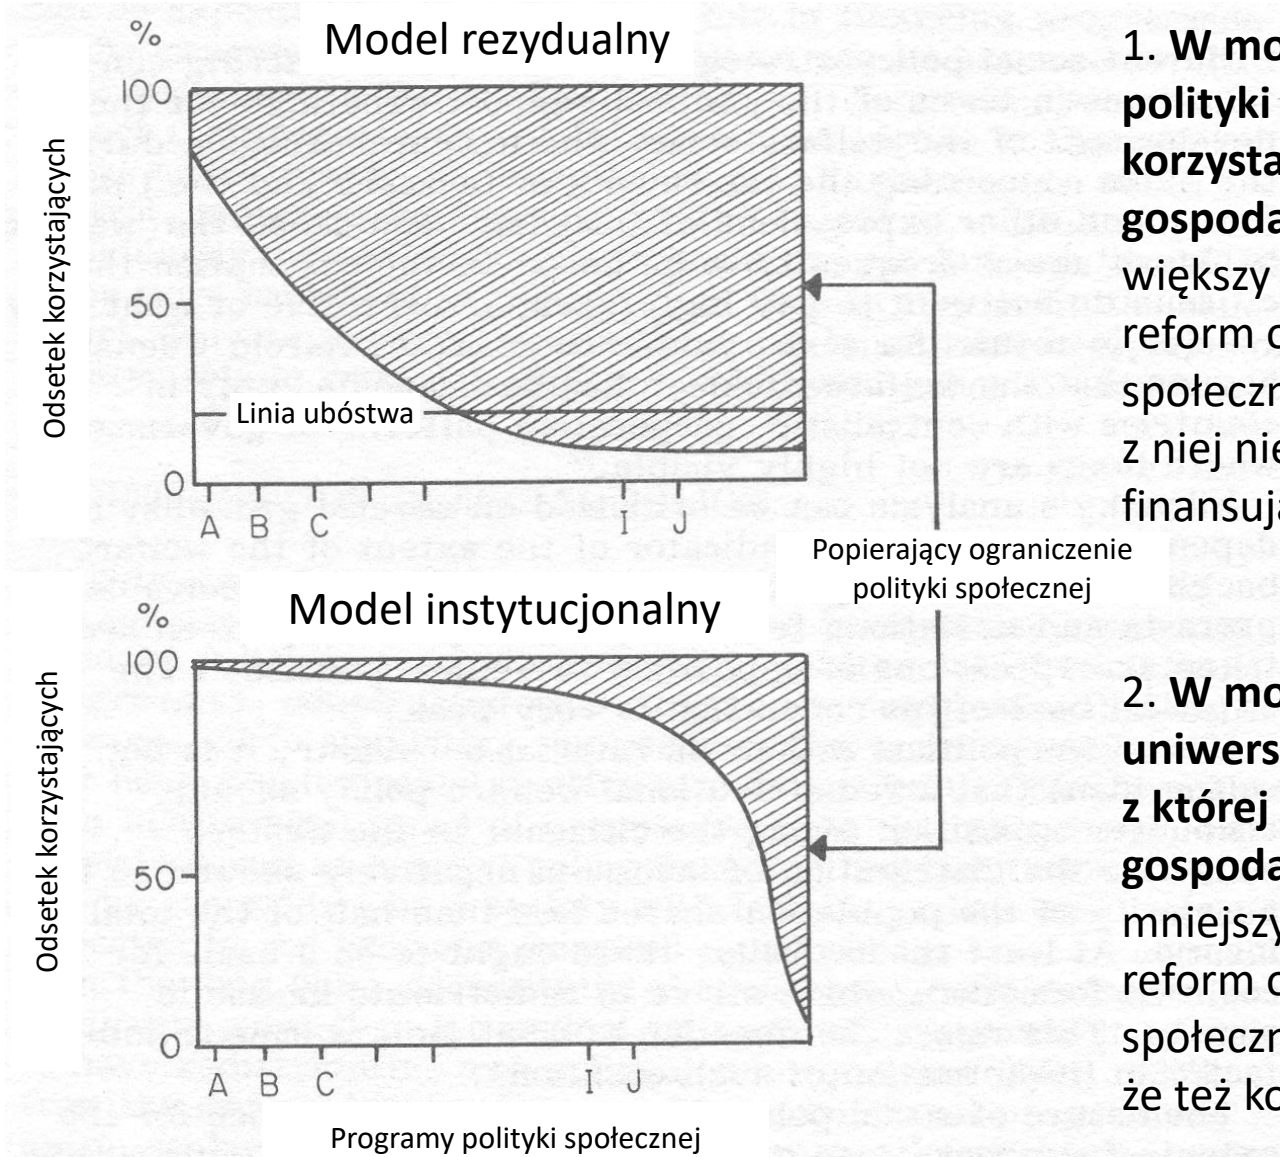 %
Model rezydualny
100
Odsetek korzystających
50
Linia ubóstwa
0
A B C I J
Popierający ograniczenie
polityki społecznej
%
Model instytucjonalny
100
Odsetek korzystających
50
0
A B C I J
Programy polityki społecznej
1. W mo
polityki
korzysta
gospoda
większy
reform o
społeczn
z niej nie
finansują
2. W mo
uniwers
z której
gospoda
mniejszy
reform o
społeczn
że też ko